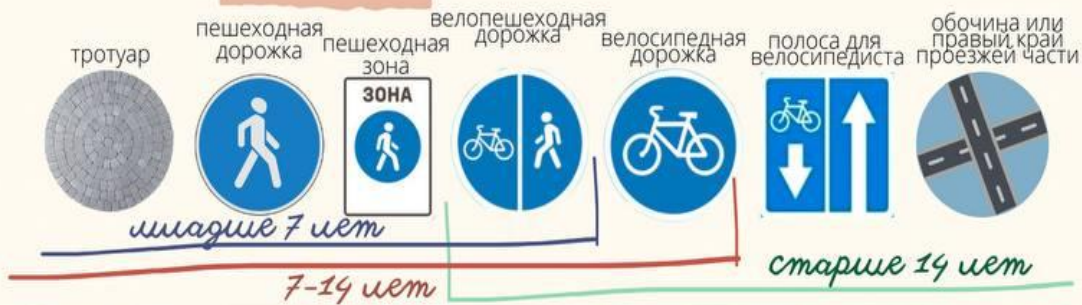 тротуар
пешеходная
дорожка
пешеходная
зона
ЗОНА
велопешеходная
дорожка
велосипедная
дорожка
полоса для
велосипедиста
обочина или
правый край
проезжей части
младше 7 лет
7-14 лет
старше 14 лет